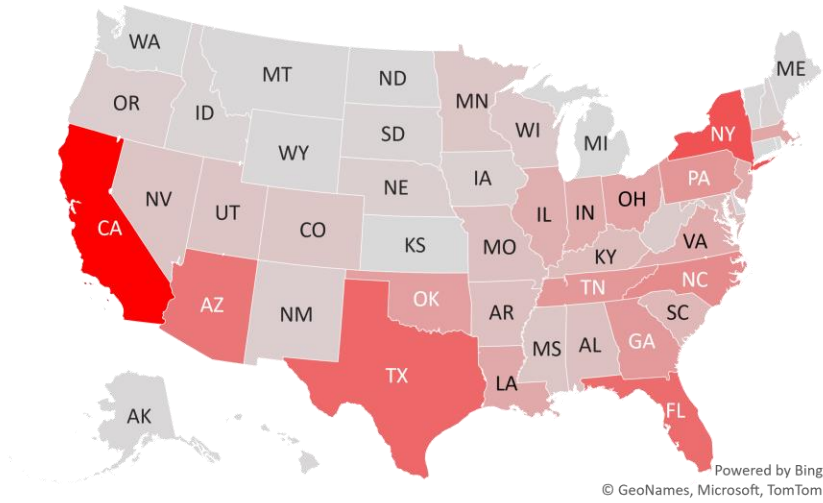 WA
MT
ND
ME
OR
ID
MN
WI
MI
NY
SD
WY
IA
NE
PA
NV
UT
CO
IL
IN
OH
KS
MO
KY
VA
CA
AZ
NM
OK
TN
NC
AR
SC
MS
AL
GA
TX
LA
FL
AK
Powered by Bing
© GeoNames, Microsoft, TomTom